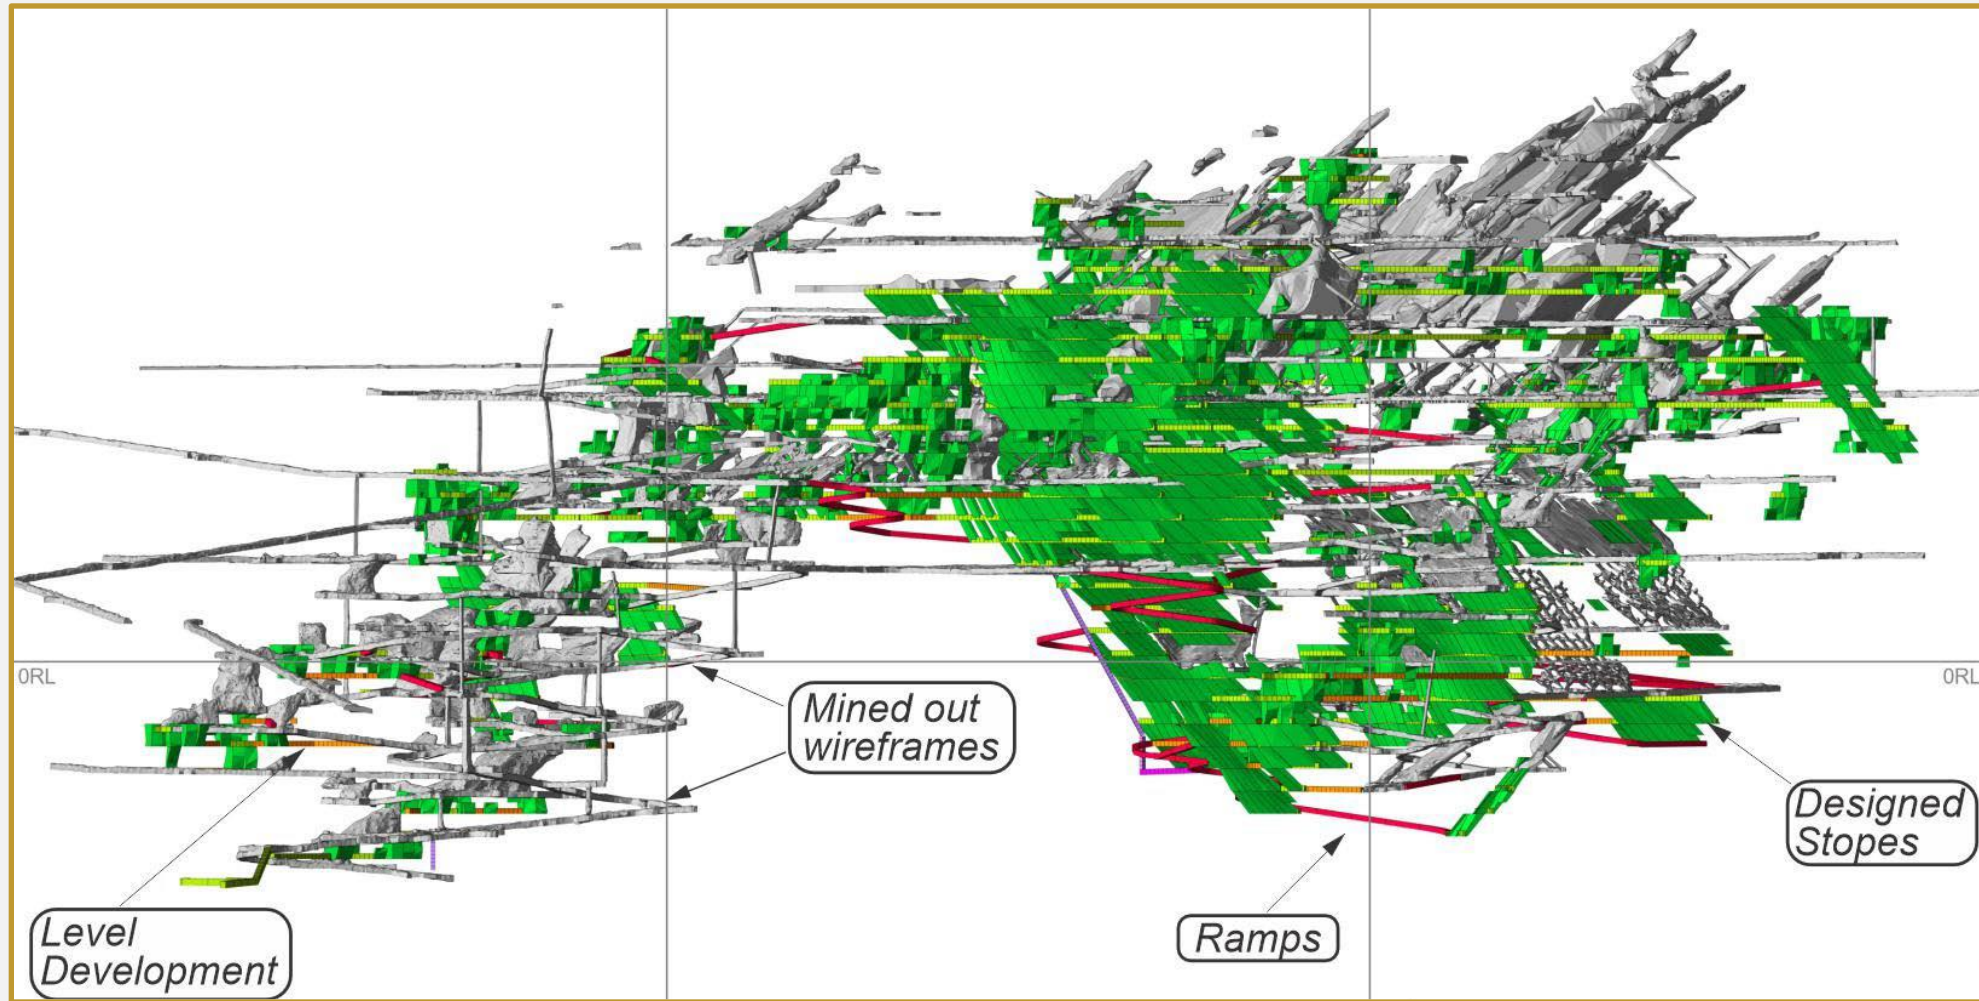 0RL
0RL
Mined out
wireframes
Designed
Stopes
Level
Development
Ramps